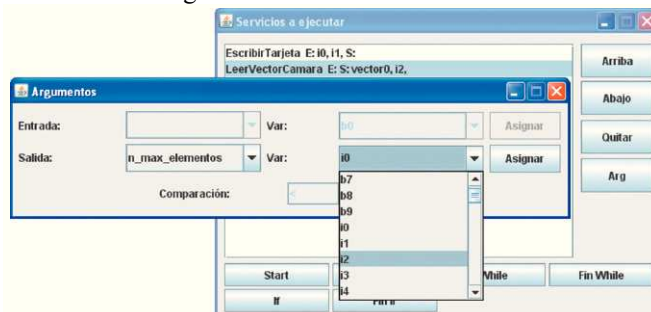 Servicios a ejecutar
EscribirTarjeta E: i0, i1, S:
LeerVectorCamara E: S: vector0, i2,
Arriba
Abajo
Quitar
Arg
Argumentos
Entrada:
Var:
b0
Asignar
Salida:
n_max_elementos
Var:
i0
Asignar
Comparación:
<
b7
b8
b9
i0
i1
i2
i3
i4
Start
While
Fin While
If